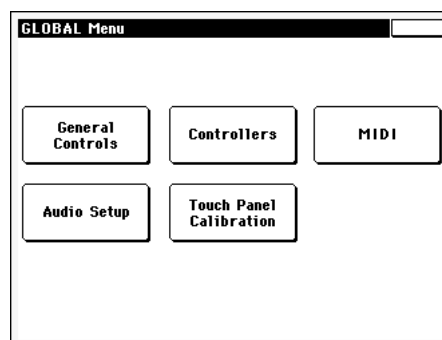 GLOBAL Menu
General
Controls
Controllers
MIDI
Audio Setup
Touch Panel
Calibration